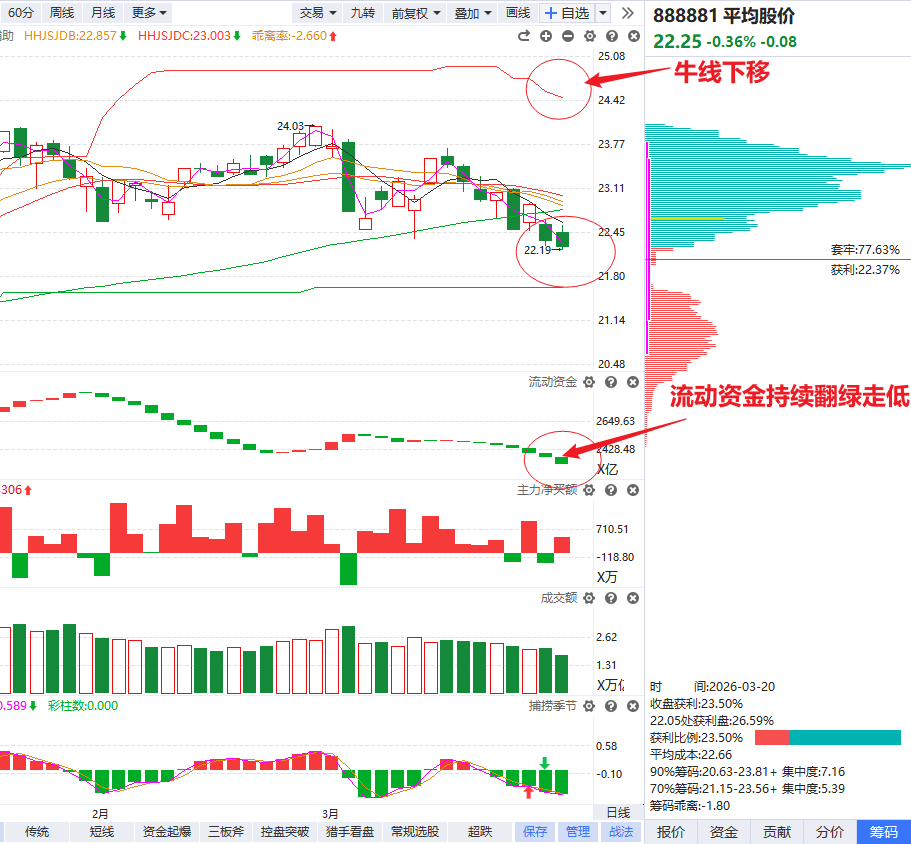 60分 周线 月线 更多 交易 九转 前复权 叠加 画线 自选
助 HHJSJDB:22.857 HHJSJDC:23.003 乖离率:-2.660
888881 平均股价
22.25 -0.36% -0.08
牛线下移
25.08
24.42
24.03
23.77
23.11
22.45
22.19
21.80
21.14
20.48
套牢:77.63%
获利:22.37%
流动资金
流动资金持续翻绿走低
2649.63
2428.48
X亿
306
主力净买额
710.51
-118.80
X万
成交额
2.62
1.31
X万亿
0.589 彩柱数:0.000
捕捞季节
0.58
-0.10
2月 3月 日线
时 间:2026-03-20
收盘获利:23.50%
22.05处获利盘:26.59%
获利比例:23.50%
平均成本:22.66
90%筹码:20.63-23.81+ 集中度:7.16
70%筹码:21.15-23.56+ 集中度:5.39
筹码乖离:-1.80
传统 短线 资金起爆 三板斧 控盘突破 猎手看盘 常规选股 超跌 保存 管理 战法
报价 资金 贡献 分价 筹码